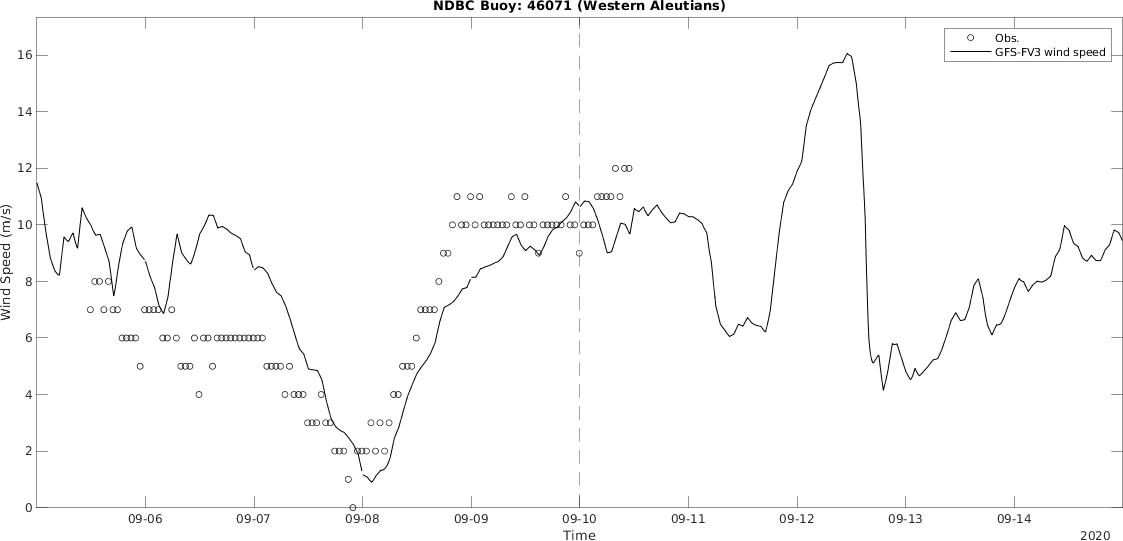 NDBC Buoy: 46071 (Western Aleutians)
Obs.
GFS-FV3 wind speed
Wind Speed (m/s)
16
14
12
10
8
6
4
2
0
09-06 09-07 09-08 09-09 09-10 09-11 09-12 09-13 09-14
Time
2020